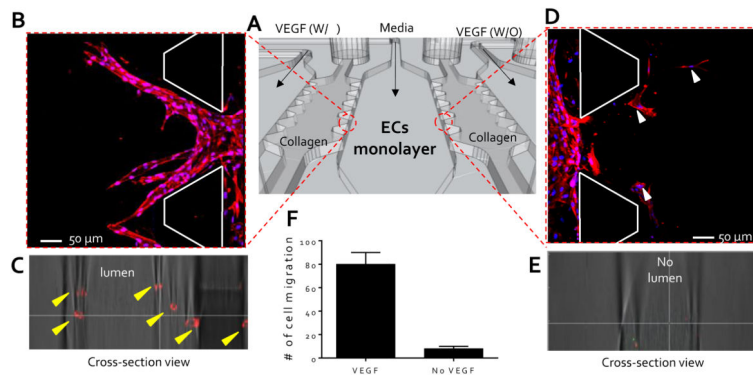 B
A
D
VEGF (W/ )
Media
VEGF (W/O)
Collagen
ECs
monolayer
Collagen
50 µm
50 µm
C
lumen
Cross-section view
F
# of cell migration
100
80
60
40
20
0
VEGF
No VEGF
E
No
lumen
Cross-section view